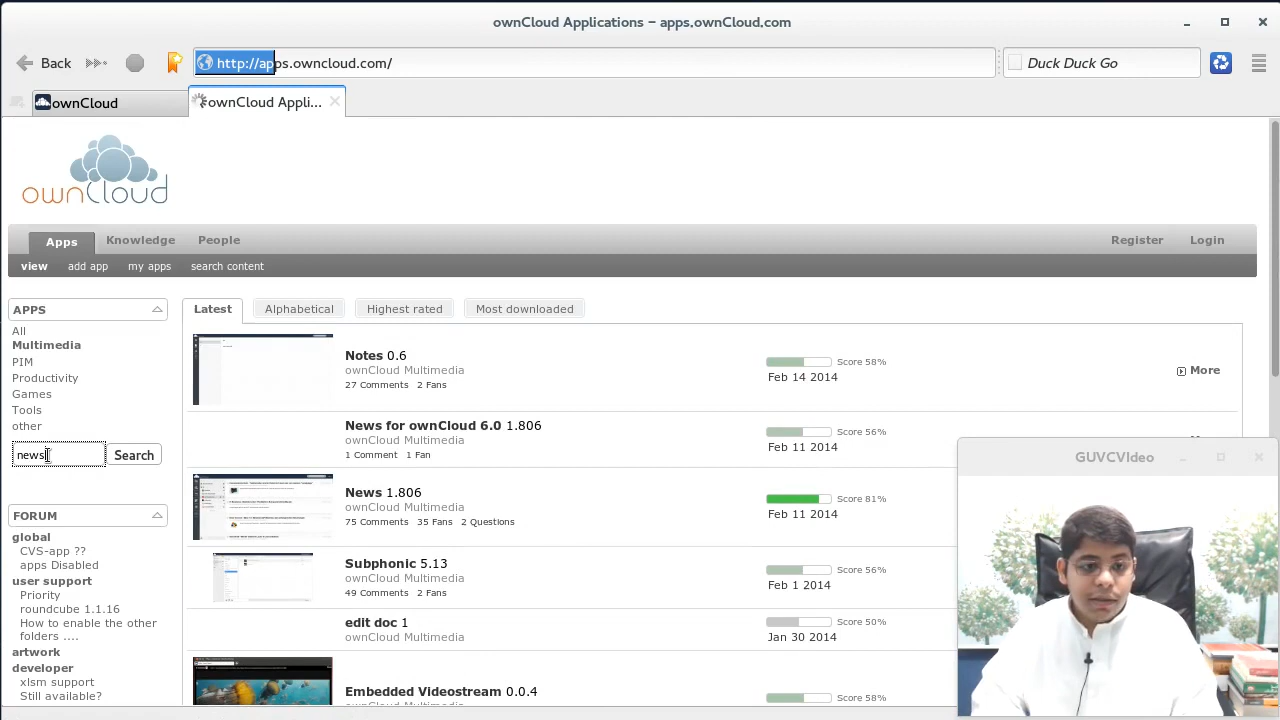 ownCloud Applications – apps.ownCloud.com
Back
http://apps.owncloud.com/
Duck Duck Go
ownCloud
ownCloud Appli...
ownCloud
Apps
Knowledge
People
Register
Login
view
add app
my apps
search content
APPS
All
Multimedia
PIM
Productivity
Games
Tools
other
news
Search
FORUM
global
CVS-app ??
apps Disabled
user support
Priority
roundcube 1.1.16
How to enable the other
folders ....
artwork
developer
xlsm support
Still available?
Latest
Alphabetical
Highest rated
Most downloaded
Notes 0.6
ownCloud Multimedia
27 Comments 2 Fans
Score 58%
Feb 14 2014
More
News for ownCloud 6.0 1.806
ownCloud Multimedia
1 Comment 1 Fan
Score 56%
Feb 11 2014
News 1.806
ownCloud Multimedia
75 Comments 33 Fans 2 Questions
Score 81%
Feb 11 2014
Subphonic 5.13
ownCloud Multimedia
49 Comments 2 Fans
Score 56%
Feb 1 2014
edit doc 1
ownCloud Multimedia
Score 50%
Jan 30 2014
Embedded Videostream 0.0.4
ownCloud Multimedia
Score 58%
GUVCVIdeo